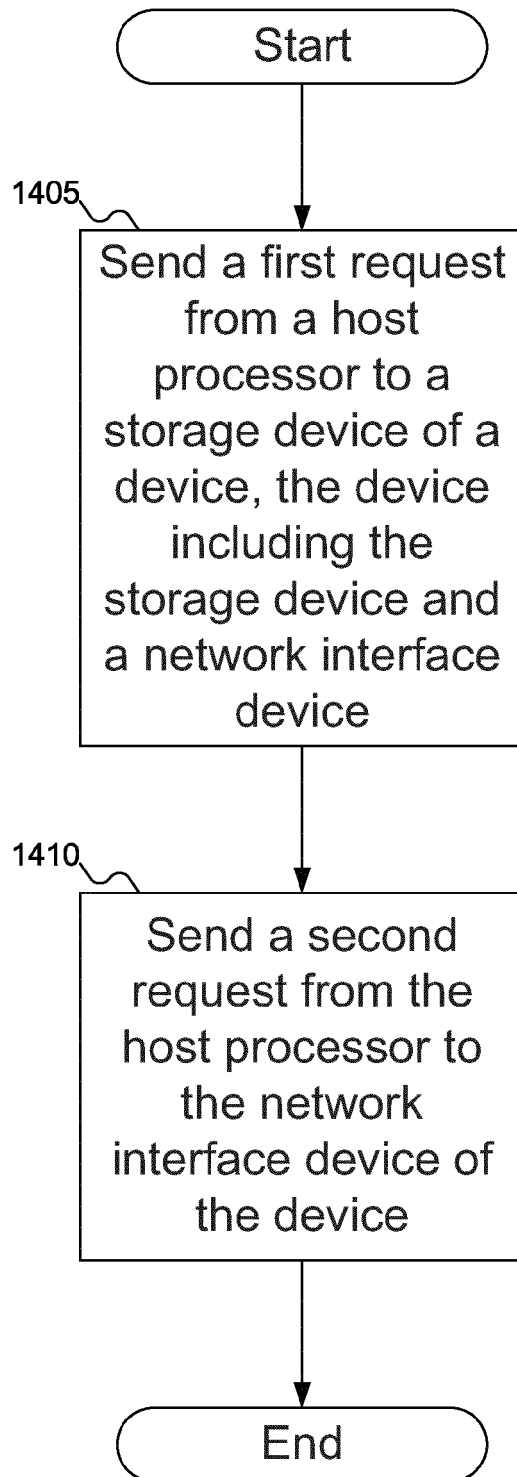 Start
1405
Send a first request
from a host
processor to a
storage device of a
device, the device
including the
storage device and
a network interface
device
1410
Send a second
request from the
host processor to
the network
interface device of
the device
End